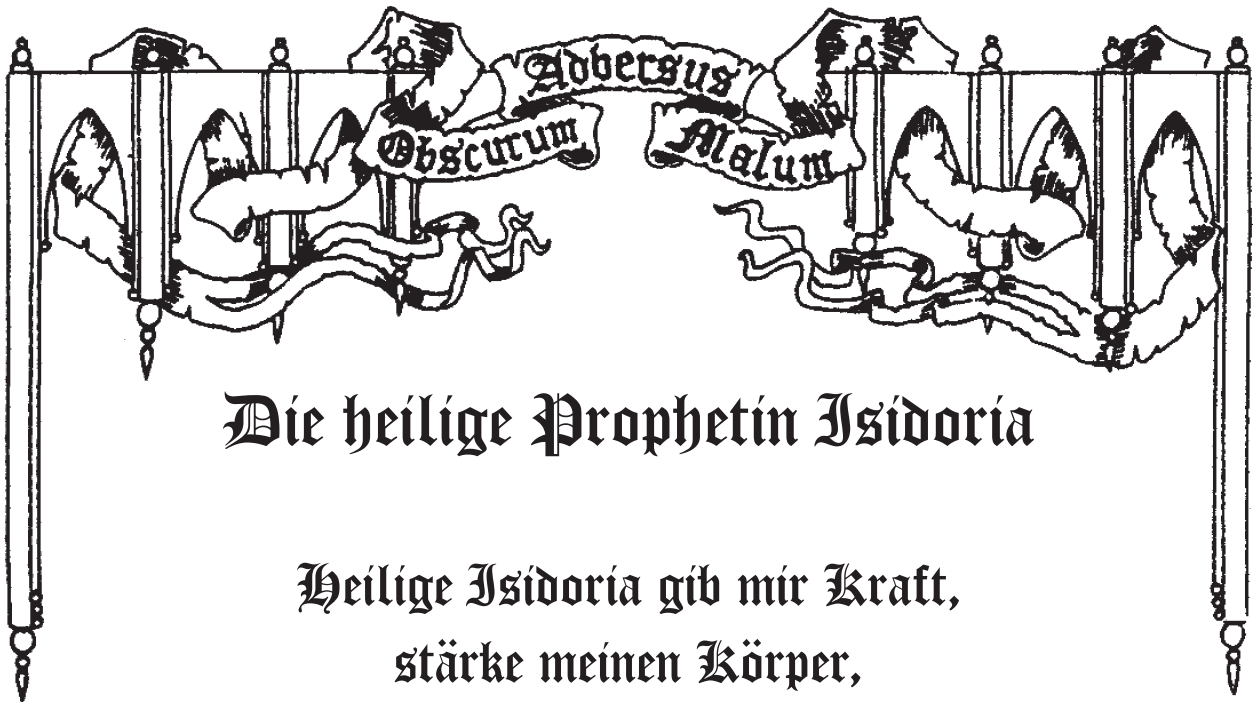 Adversus
Obscurum Malum
Die heilige Prophetin Isidoria
Heilige Isidoria gib mir Kraft,
stärke meinen Körper,